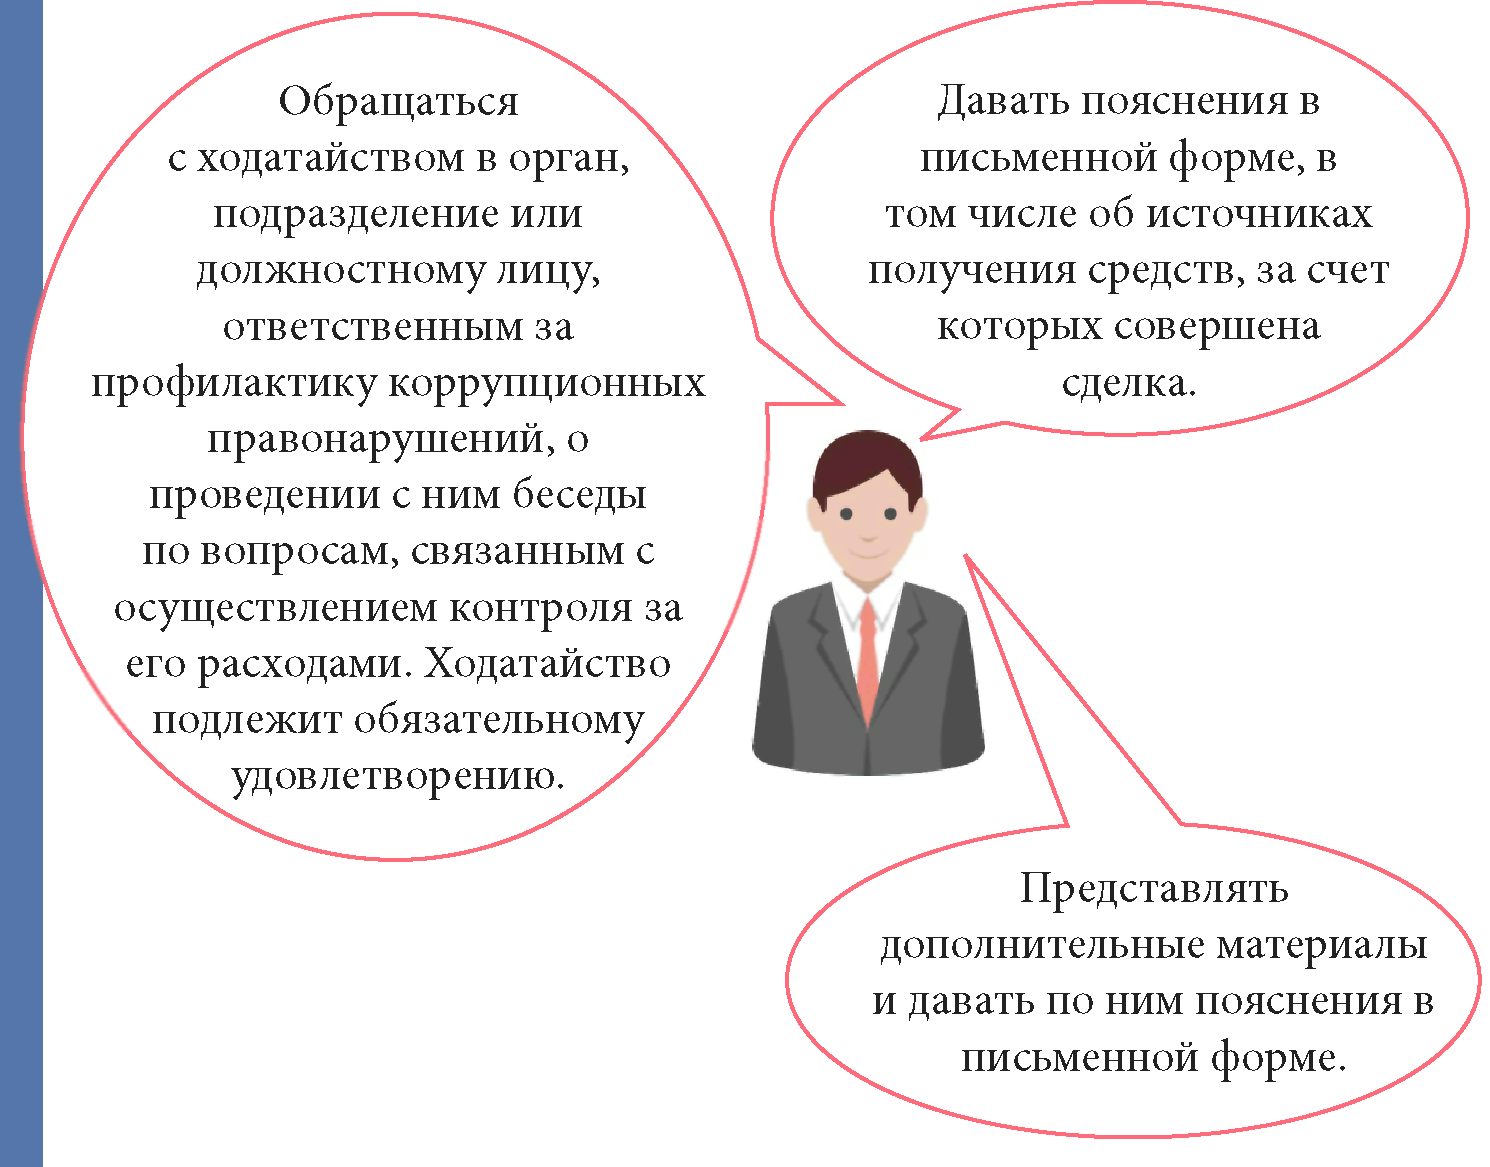 Обращаться
с ходатайством в орган,
подразделение или
должностному лицу,
ответственным за
профилактику коррупционных
правонарушений, о
проведении с ним беседы
по вопросам, связанным с
осуществлением контроля за
его расходами. Ходатайство
подлежит обязательному
удовлетворению.
Давать пояснения в
письменной форме, в
том числе об источниках
получения средств, за счет
которых совершена
сделка.
Представлять
дополнительные материалы
и давать по ним пояснения в
письменной форме.